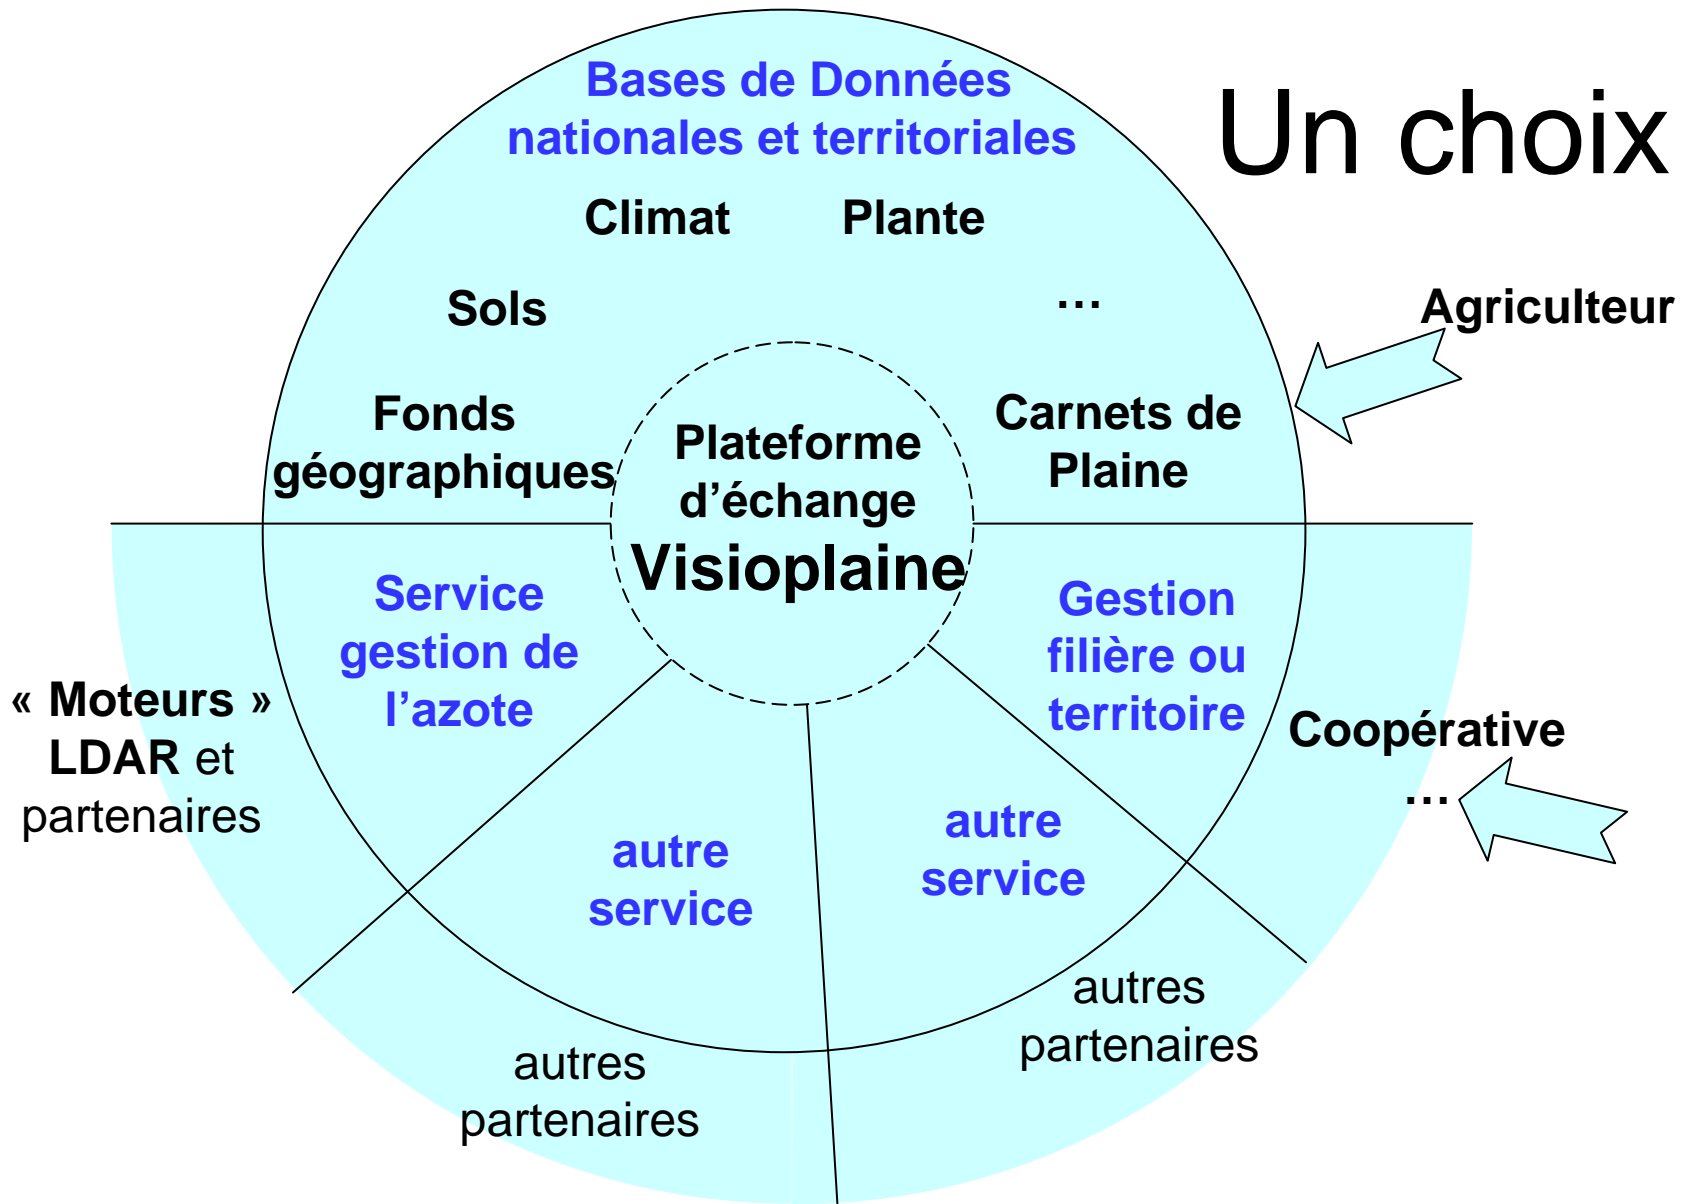 Bases de Données
nationales et territoriales
Un choix
Climat
Plante
Sols
…
Agriculteur
Fonds
géographiques
Plateforme
d’échange
Visioplaine
Carnets de
Plaine
Service
gestion de
l’azote
Gestion
filière ou
territoire
« Moteurs »
LDAR et
partenaires
Coopérative
…
autre
service
autre
service
autres
partenaires
autres
partenaires